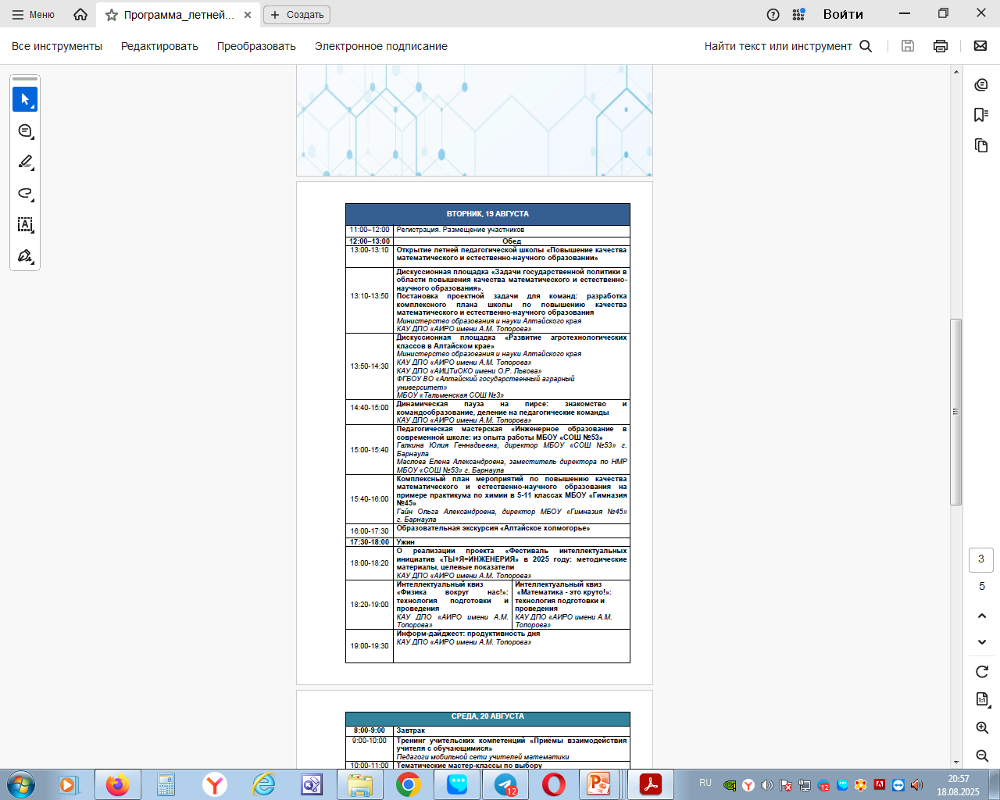 Меню
Программа_летней...
Создать
Войти
Все инструменты
Редактировать
Преобразовать
Электронное подписание
Найти текст или инструмент
ВТОРНИК, 19 АВГУСТА
11:00–12:00 Регистрация. Размещение участников
12:00–13:00 Обед
13:00-13:10 Открытие летней педагогической школы «Повышение качества
математического и естественно-научного образовании»
13:10-13:50
Дискуссионная площадка «Задачи государственной политики в
области повышения качества математического и естественно-
научного образования».
Постановка проектной задачи для команд: разработка
комплексного плана школы по повышению качества
математического и естественно-научного образования
Министерство образования и науки Алтайского края
КАУ ДПО «АИРО имени А.М. Топорова»
13:50-14:30
Дискуссионная площадка «Развитие агротехнологических
классов в Алтайском крае»
Министерство образования и науки Алтайского края
КАУ ДПО «АИРО имени А.М. Топорова»
КАУ ДПО «АИЦТиОКО имени О.Р. Львова»
ФГБОУ ВО «Алтайский государственный аграрный
университет»
МБОУ «Тальменская СОШ №3»
14:40-15:00
Динамическая пауза на пирсе: знакомство и
командообразование, деление на педагогические команды
КАУ ДПО «АИРО имени А.М. Топорова»
15:00-15:40
Педагогическая мастерская «Инженерное образование в
современной школе: из опыта работы МБОУ «СОШ №53»
Галкина Юлия Геннадьевна, директор МБОУ «СОШ №53» г.
Барнаула
Маслова Елена Александровна, заместитель директора по НМР
МБОУ «СОШ №53» г. Барнаула
15:40-16:00
Комплексный план мероприятий по повышению качества
математического и естественно-научного образования на
примере практикума по химии в 5-11 классах МБОУ «Гимназия
№45»
Гайн Ольга Александровна, директор МБОУ «Гимназия №45»
г. Барнаула
16:00-17:30 Образовательная экскурсия «Алтайское холмогорье»
17:30-18:00 Ужин
18:00-18:20
О реализации проекта «Фестиваль интеллектуальных
инициатив «ТЫ+Я=ИНЖЕНЕРИЯ» в 2025 году: методические
материалы, целевые показатели
КАУ ДПО «АИРО имени А.М. Топорова»
18:20-19:00
Интеллектуальный квиз
«Физика вокруг нас!»:
технология подготовки и
проведения
КАУ ДПО «АИРО имени А.М.
Топорова»
Интеллектуальный квиз
«Математика - это круто!»:
технология подготовки и
проведения
КАУ ДПО «АИРО имени А.М.
Топорова»
19:00-19:30
Информ-дайджест: продуктивность дня
КАУ ДПО «АИРО имени А.М. Топорова»
СРЕДА, 20 АВГУСТА
8:00-9:00 Завтрак
9:00-10:00 Тренинг учительских компетенций «Приёмы взаимодействия
учителя с обучающимися»
Педагоги мобильной сети учителей математики
10:00-11:00 Тематические мастер-классы по выбору
3
5
1:1
12
RU
12
20:57
18.08.2025